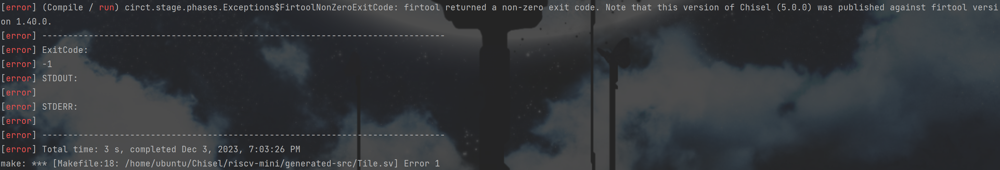 [error] (Compile / run) circt.stage.phases.Exceptions$FirtoolNonZeroExitCode: firtool returned a non-zero exit code. Note that this version of Chisel (5.0.0) was published against firtool versi
on 1.40.0.
[error] ------------------------------------------------------------------------------
[error] ExitCode:
[error] -1
[error] STDOUT:
[error]
[error] STDERR:
[error]
[error] ------------------------------------------------------------------------------
[error] Total time: 3 s, completed Dec 3, 2023, 7:03:26 PM
make: *** [Makefile:18: /home/ubuntu/Chisel/riscv-mini/generated-src/Tile.sv] Error 1